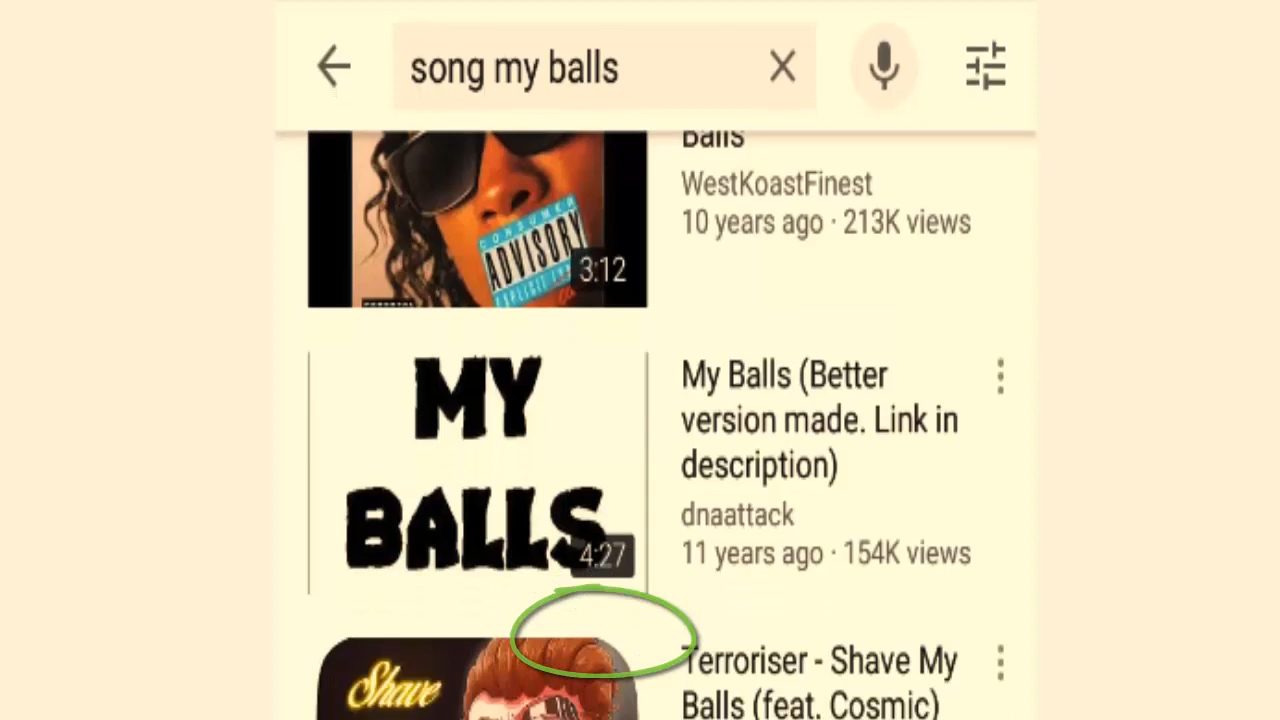 song my balls
Balls
WestKoastFinest
10 years ago · 213K views
CONSUMER
ADVISORY
EXPLICIT
3:12
MY
BALLS
4:27
My Balls (Better
version made. Link in
description)
dnaattack
11 years ago · 154K views
Shave
Terroriser - Shave My
Balls (feat. Cosmic)